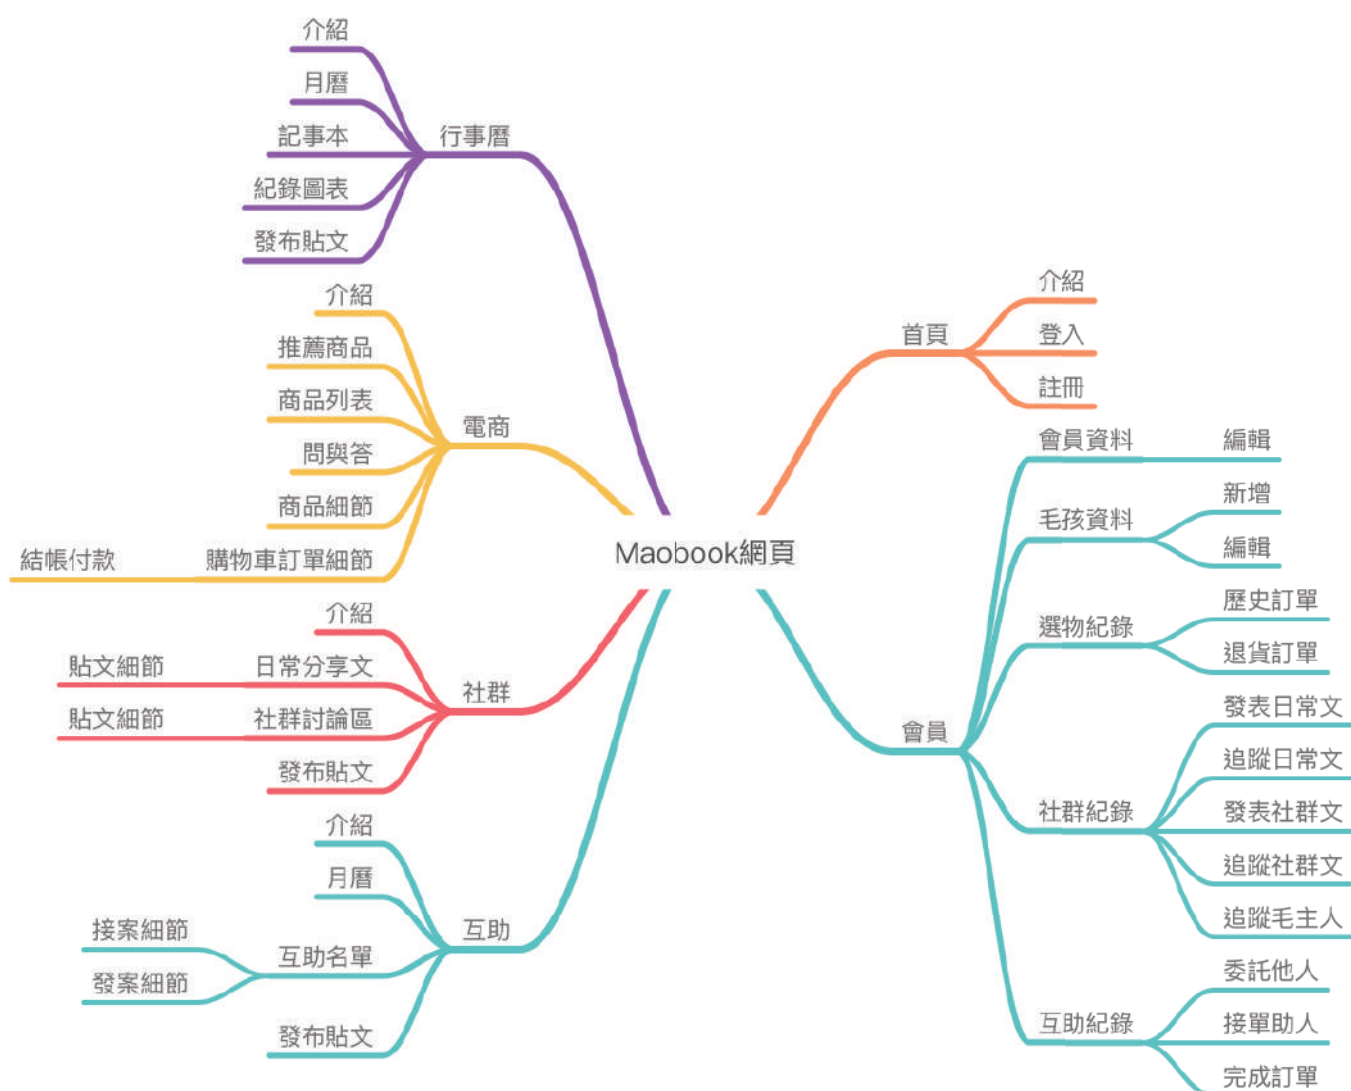 介紹
月曆
記事本
紀錄圖表
發布貼文
行事曆
介紹
推薦商品
商品列表
問與答
商品細節
購物車訂單細節
結帳付款
電商
介紹
日常分享文
貼文細節
社群討論區
貼文細節
發布貼文
社群
介紹
月曆
互助名單
接案細節
發案細節
發布貼文
互助
Maobook網頁
首頁
介紹
登入
註冊
會員
會員資料
編輯
毛孩資料
新增
編輯
選物紀錄
歷史訂單
退貨訂單
社群紀錄
發表日常文
追蹤日常文
發表社群文
追蹤社群文
追蹤毛主人
互助紀錄
委託他人
接單助人
完成訂單